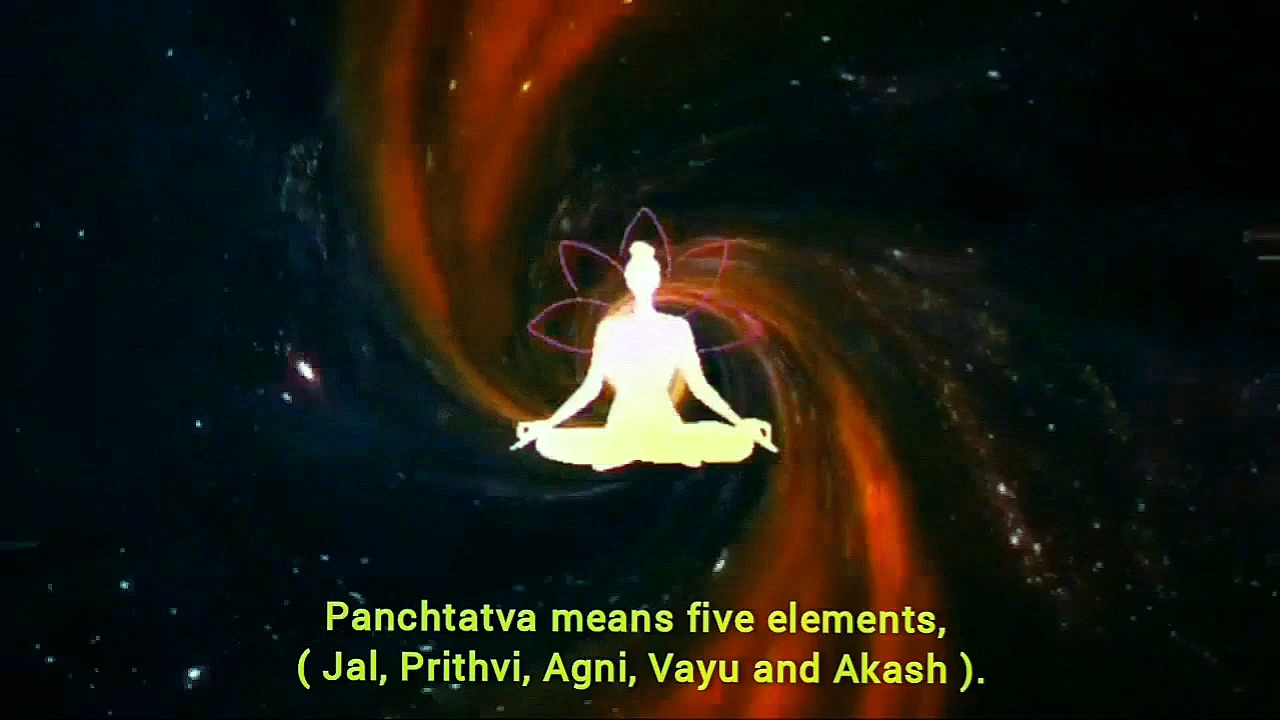 Panchtatva means five elements,
( Jal, Prithvi, Agni, Vayu and Akash ).